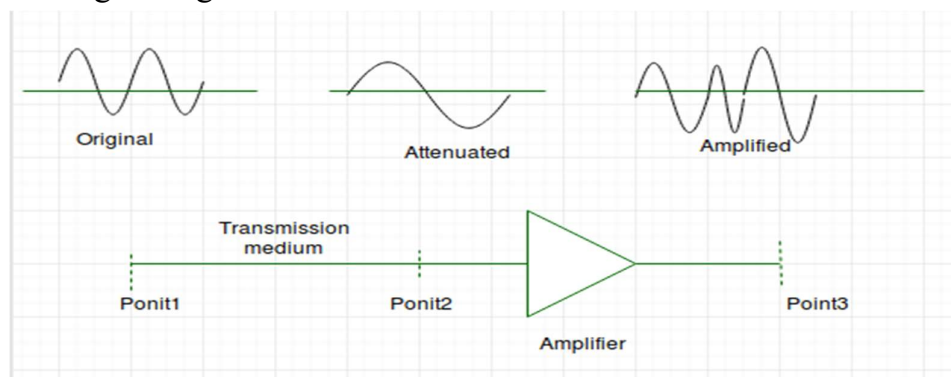 Original
Attenuated
Amplified
Transmission
medium
Ponit1
Ponit2
Point3
Amplifier